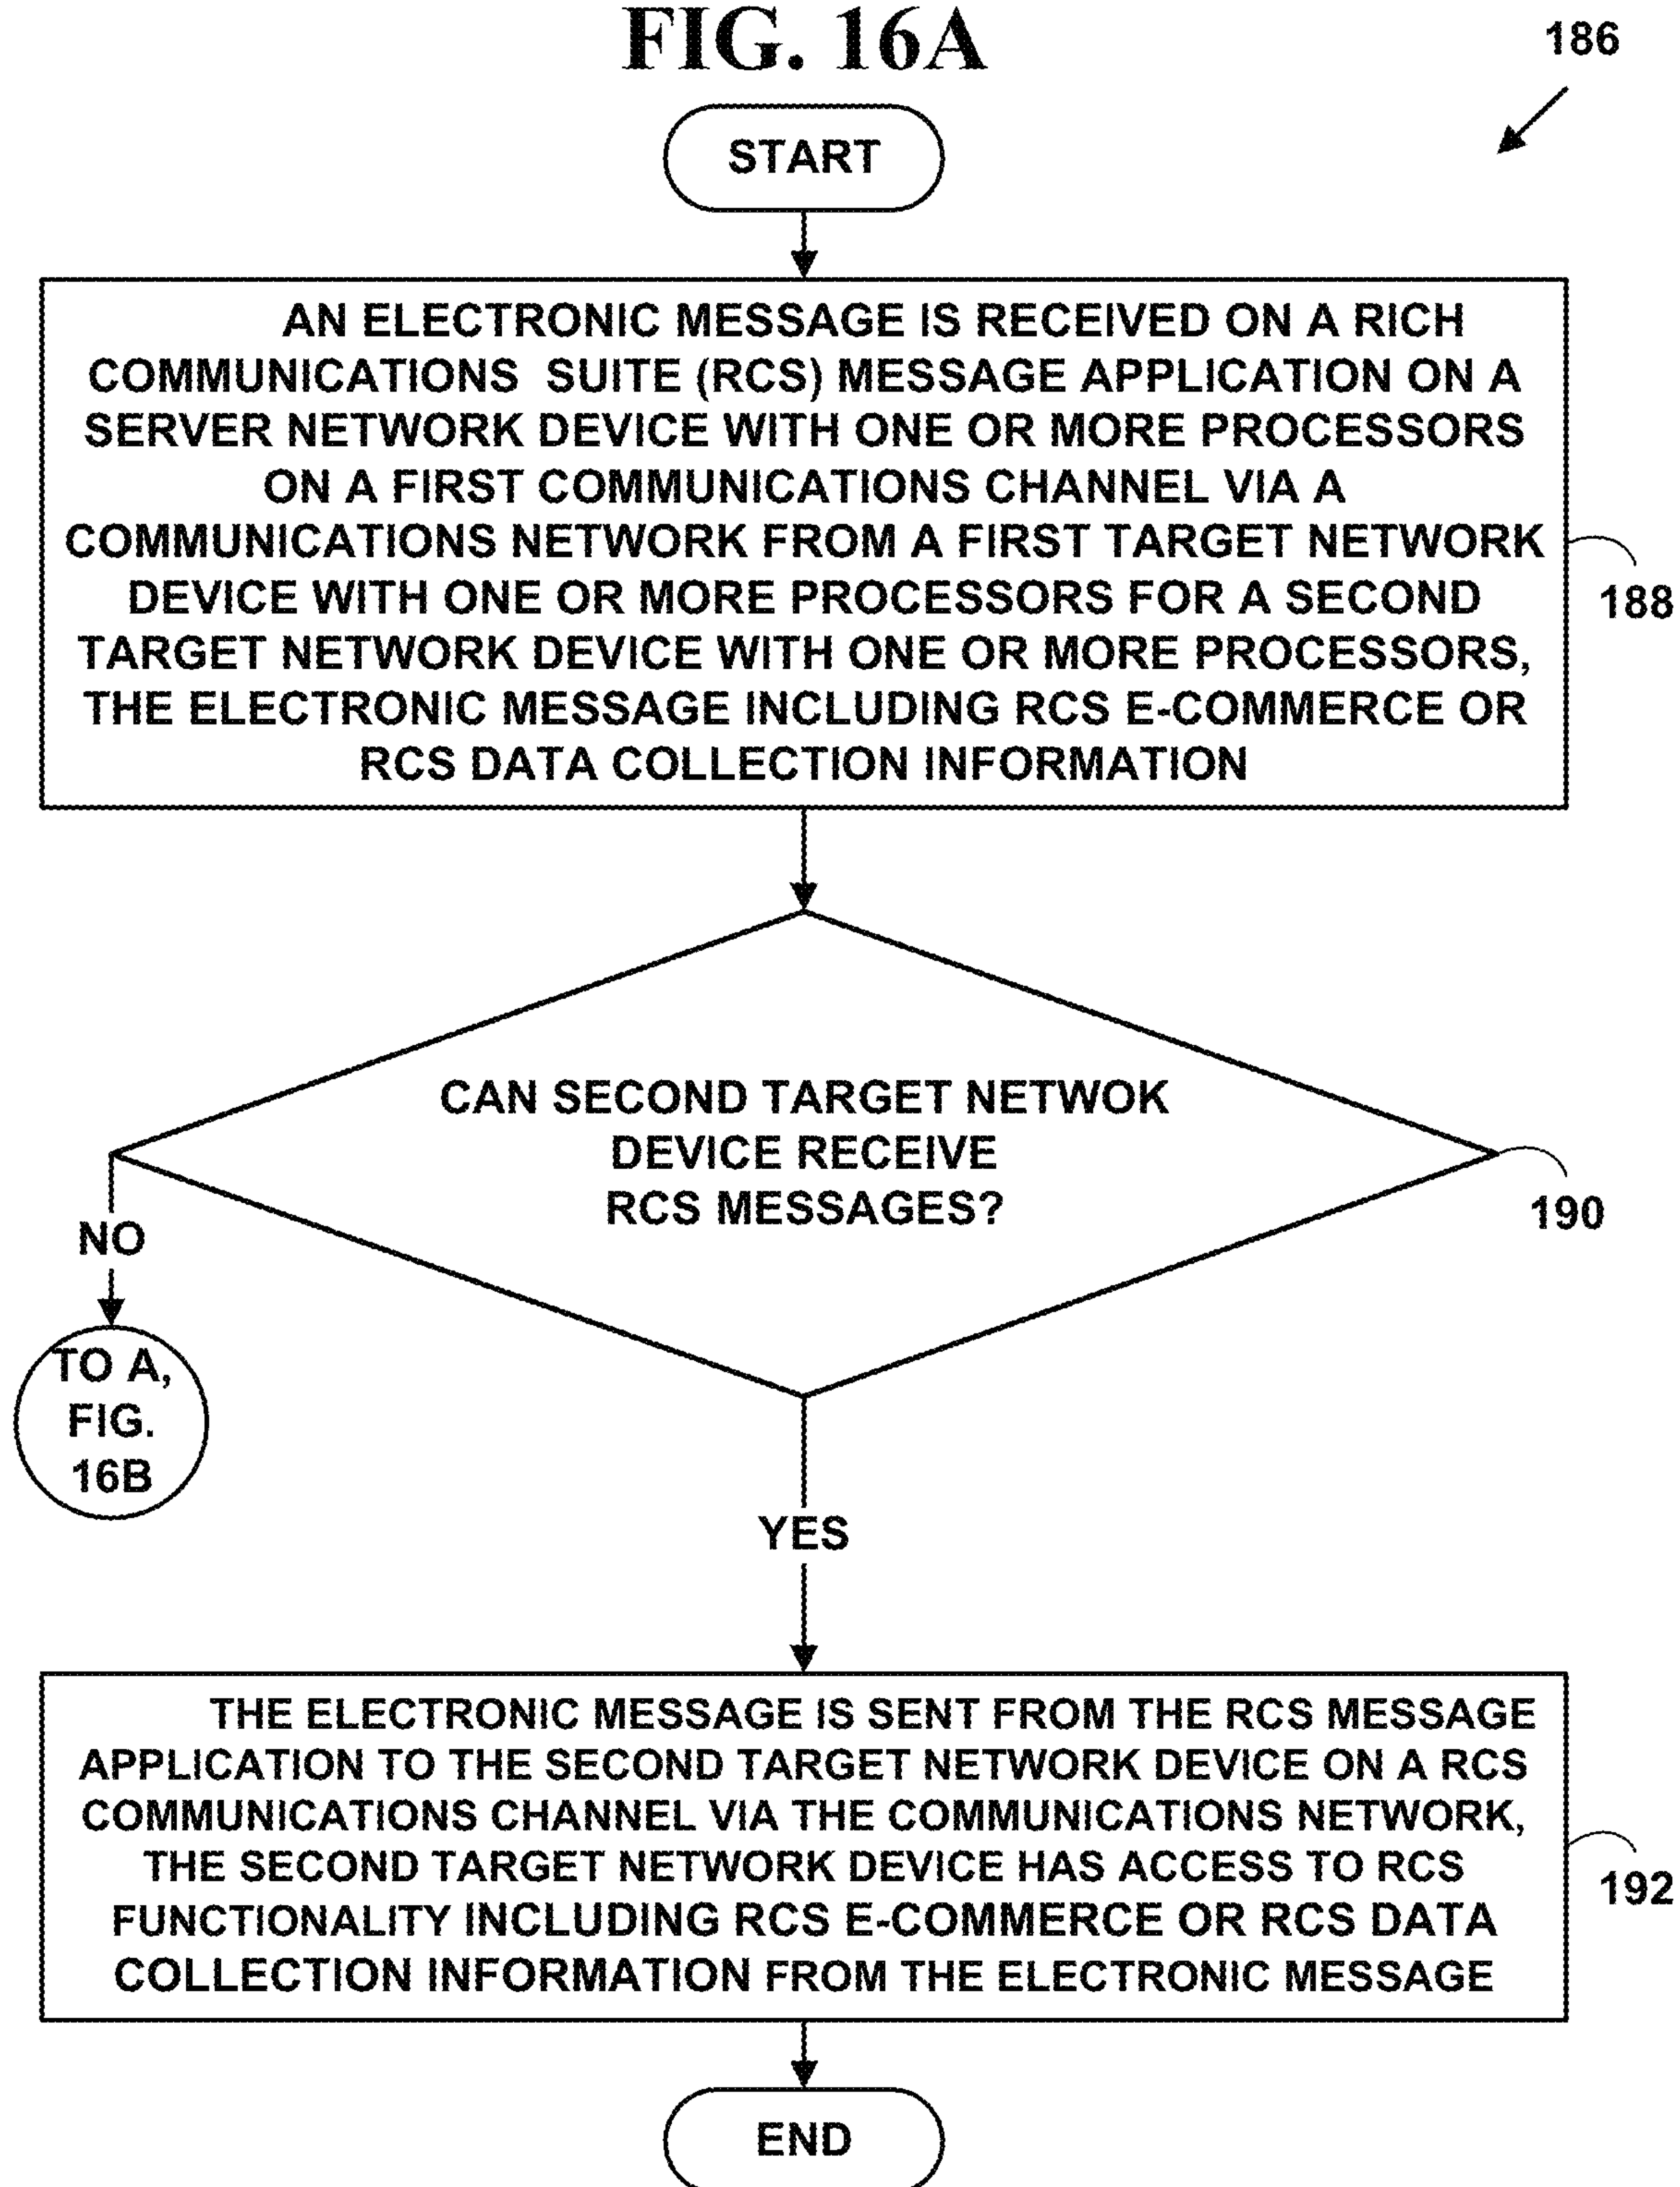 FIG. 16A
186
START
AN ELECTRONIC MESSAGE IS RECEIVED ON A RICH
COMMUNICATIONS SUITE (RCS) MESSAGE APPLICATION ON A
SERVER NETWORK DEVICE WITH ONE OR MORE PROCESSORS
ON A FIRST COMMUNICATIONS CHANNEL VIA A
COMMUNICATIONS NETWORK FROM A FIRST TARGET NETWORK
DEVICE WITH ONE OR MORE PROCESSORS FOR A SECOND
TARGET NETWORK DEVICE WITH ONE OR MORE PROCESSORS,
THE ELECTRONIC MESSAGE INCLUDING RCS E-COMMERCE OR
RCS DATA COLLECTION INFORMATION
188
CAN SECOND TARGET NETWOK
DEVICE RECEIVE
RCS MESSAGES?
190
NO
TO A,
FIG.
16B
YES
THE ELECTRONIC MESSAGE IS SENT FROM THE RCS MESSAGE
APPLICATION TO THE SECOND TARGET NETWORK DEVICE ON A RCS
COMMUNICATIONS CHANNEL VIA THE COMMUNICATIONS NETWORK,
THE SECOND TARGET NETWORK DEVICE HAS ACCESS TO RCS
FUNCTIONALITY INCLUDING RCS E-COMMERCE OR RCS DATA
COLLECTION INFORMATION FROM THE ELECTRONIC MESSAGE
192
END